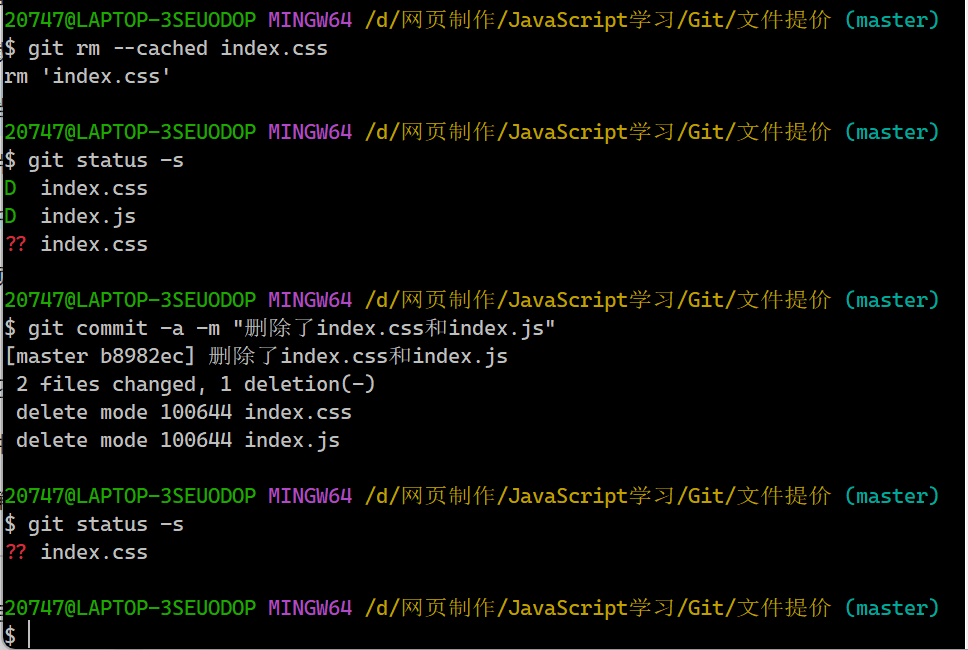 20747@LAPTOP-3SEUODOP MINGW64 /d/网页制作/JavaScript学习/Git/文件提价 (master)
$ git rm --cached index.css
rm 'index.css'
20747@LAPTOP-3SEUODOP MINGW64 /d/网页制作/JavaScript学习/Git/文件提价 (master)
$ git status -s
D  index.css
D  index.js
?? index.css
20747@LAPTOP-3SEUODOP MINGW64 /d/网页制作/JavaScript学习/Git/文件提价 (master)
$ git commit -a -m "删除了index.css和index.js"
[master b8982ec] 删除了index.css和index.js
 2 files changed, 1 deletion(-)
 delete mode 100644 index.css
 delete mode 100644 index.js
20747@LAPTOP-3SEUODOP MINGW64 /d/网页制作/JavaScript学习/Git/文件提价 (master)
$ git status -s
?? index.css
20747@LAPTOP-3SEUODOP MINGW64 /d/网页制作/JavaScript学习/Git/文件提价 (master)
$